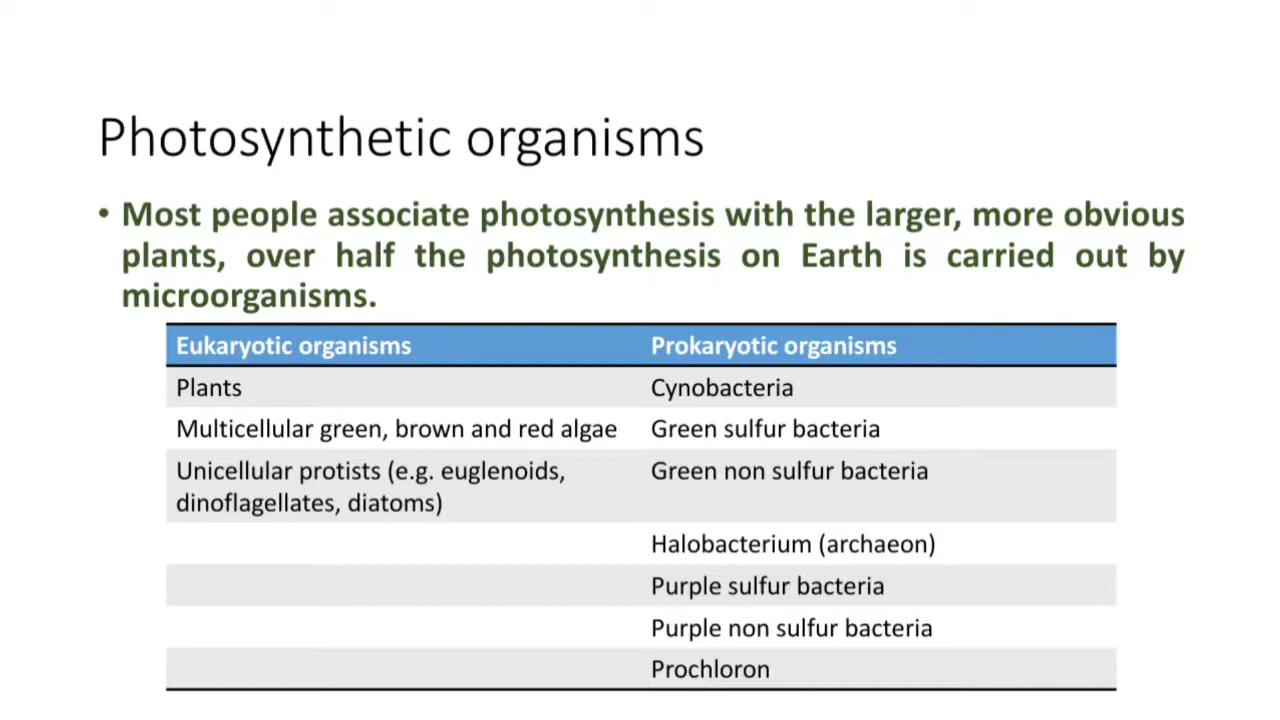 Photosynthetic organisms
• Most people associate photosynthesis with the larger, more obvious
plants, over half the photosynthesis on Earth is carried out by
microorganisms.
Eukaryotic organisms Prokaryotic organisms
Plants Cynobacteria
Multicellular green, brown and red algae Green sulfur bacteria
Unicellular protists (e.g. euglenoids, Green non sulfur bacteria
dinoflagellates, diatoms)
Halobacterium (archaeon)
Purple sulfur bacteria
Purple non sulfur bacteria
Prochloron